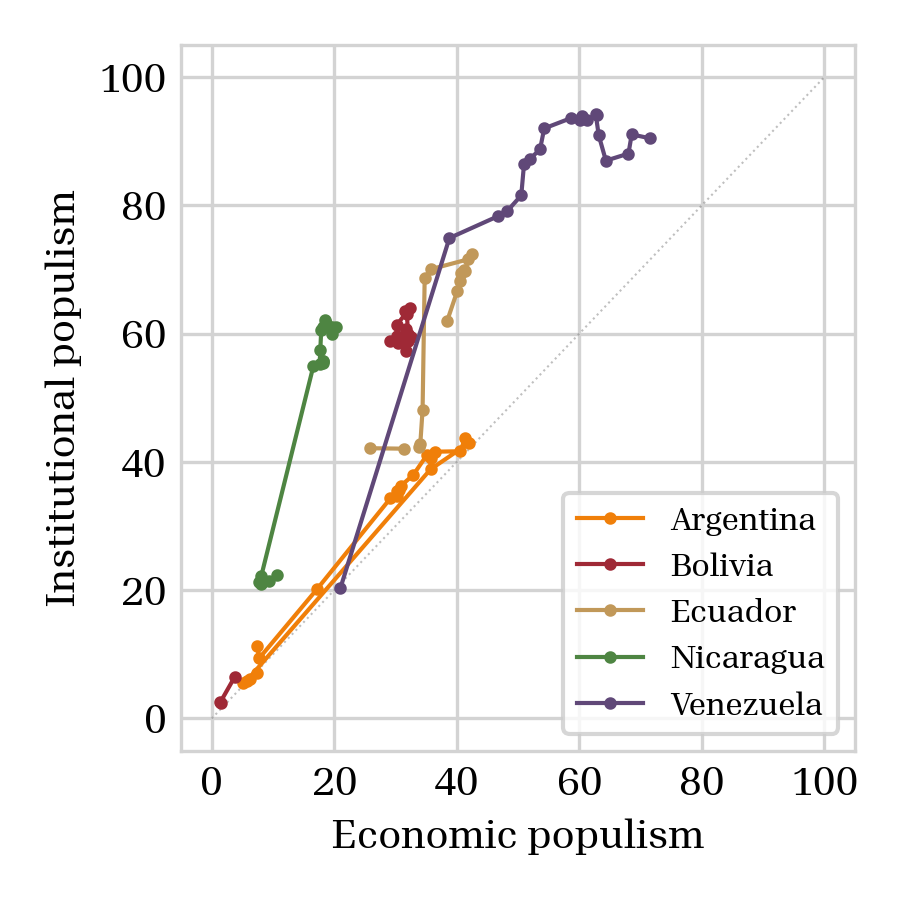 100
80
60
40
20
0
Institutional populism
0 20 40 60 80 100
Economic populism
Argentina
Bolivia
Ecuador
Nicaragua
Venezuela